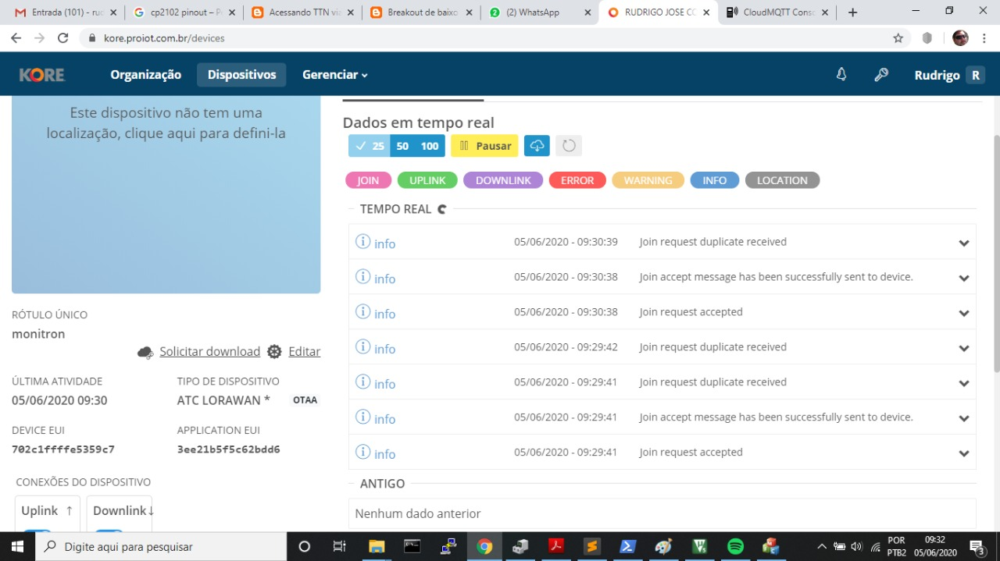 Entrada (101) - rud
cp2102 pinout – Pe
Acessando TTN via
Breakout de baixo
(2) WhatsApp
RUDRIGO JOSE CC
CloudMQTT Conso
kore.proiot.com.br/devices
KORE
Organização
Dispositivos
Gerenciar
Rudrigo R
Este dispositivo não tem uma
localização, clique aqui para defini-la
Dados em tempo real
25 50 100 Pausar
JOIN UPLINK DOWNLINK ERROR WARNING INFO LOCATION
TEMPO REAL
info 05/06/2020 - 09:30:39 Join request duplicate received
info 05/06/2020 - 09:30:38 Join accept message has been successfully sent to device.
info 05/06/2020 - 09:30:38 Join request accepted
info 05/06/2020 - 09:29:42 Join request duplicate received
info 05/06/2020 - 09:29:41 Join request duplicate received
info 05/06/2020 - 09:29:41 Join accept message has been successfully sent to device.
info 05/06/2020 - 09:29:41 Join request accepted
ANTIGO
Nenhum dado anterior
RÓTULO ÚNICO
monitron
Solicitar download Editar
ÚLTIMA ATIVIDADE TIPO DE DISPOSITIVO
05/06/2020 09:30 ATC LORAWAN * OTAA
DEVICE EUI APPLICATION EUI
702c1ffffe5359c7 3ee21b5f5c62bdd6
CONEXÕES DO DISPOSITIVO
Uplink ↑ Downlink↓
Digite aqui para pesquisar
POR
PTB2
09:32
05/06/2020
3